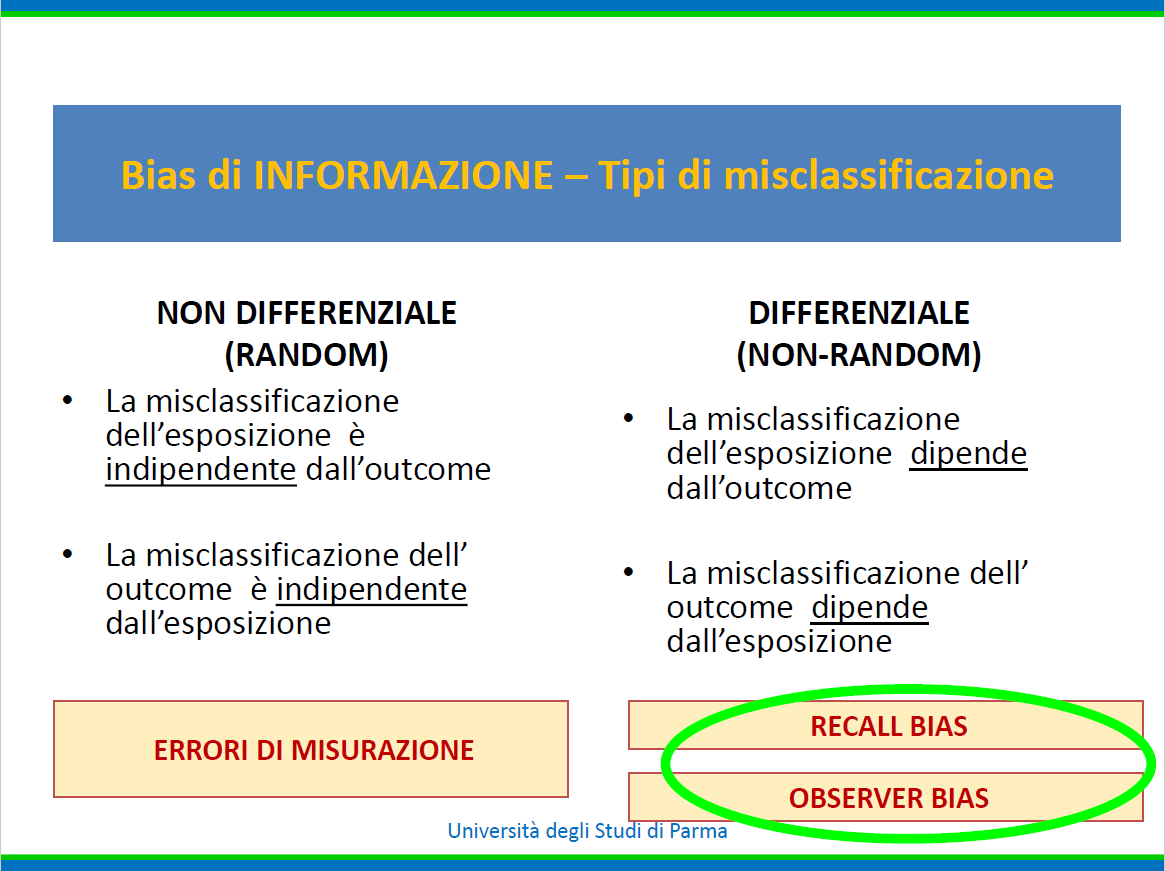 Bias di INFORMAZIONE – Tipi di misclassificazione
NON DIFFERENZIALE
(RANDOM)
• La misclassificazione
dell’esposizione è
indipendente dall’outcome
• La misclassificazione dell’
outcome è indipendente
dall’esposizione
ERRORI DI MISURAZIONE
DIFFERENZIALE
(NON-RANDOM)
• La misclassificazione
dell’esposizione dipende
dall’outcome
• La misclassificazione dell’
outcome dipende
dall’esposizione
RECALL BIAS
OBSERVER BIAS
Università degli Studi di Parma